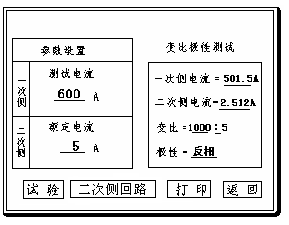 参数设置
一次侧
测试电流
600 A
二次侧
额定电流
5 A
变比极性测试
一次侧电流 = 501.5A
二次侧电流=2.512A
变比 =1000:5
极性 = 反相
试 验 二次侧回路 打 印 返 回